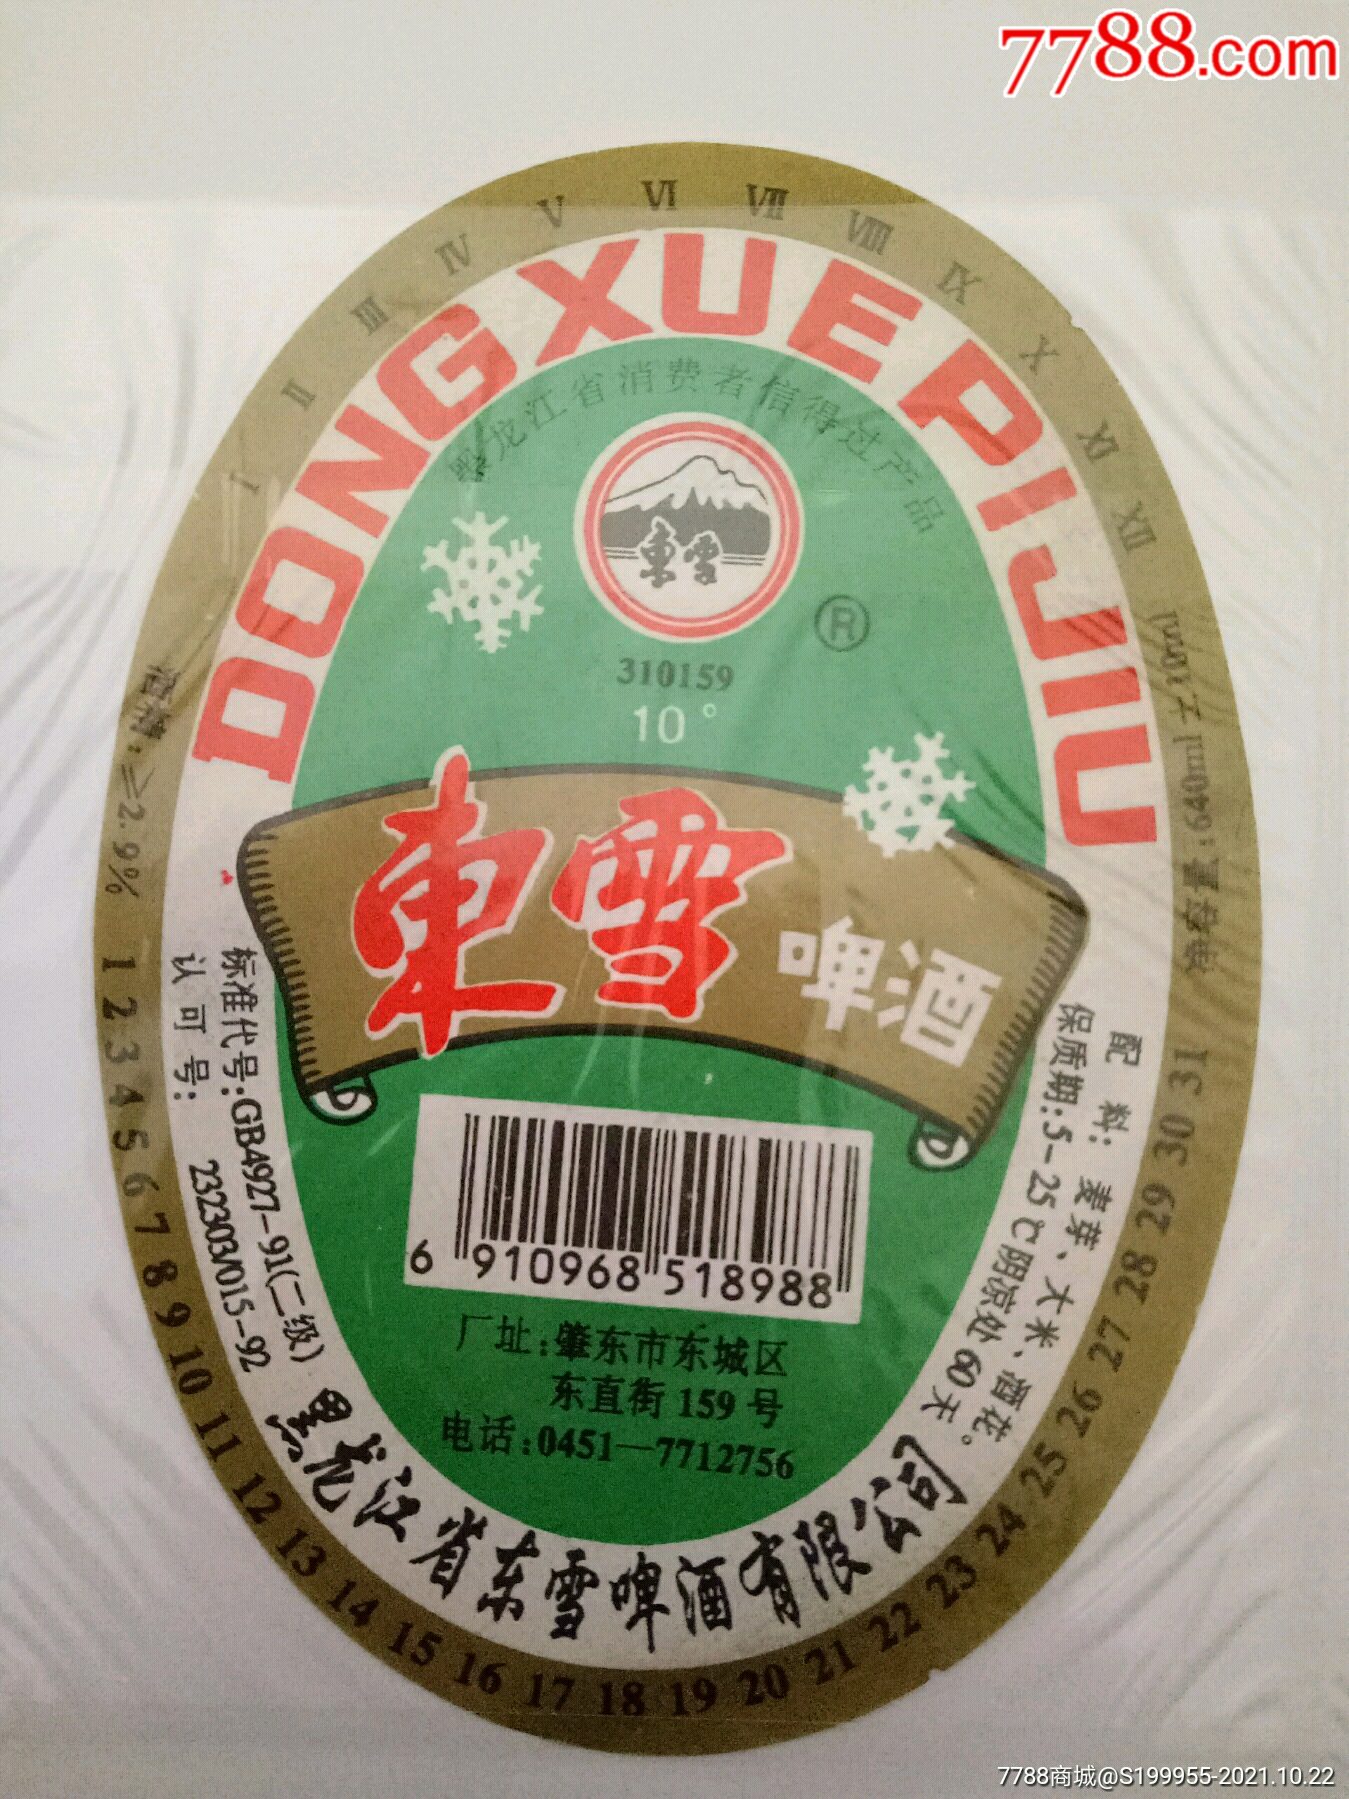 7788.com
I II III IV V VI VII VIII IX X XI XII
DONGXUE PIJIU
黑龙江省消费者信得过产品
東雪
®
310159
10°
東雪 啤酒
酒精:≥2.9%
净容量:640ml±10ml
标准代号:GB4927-91(二级)
认可号: 232303/015-92
配 料: 麦芽、大米、酒花。
保质期:5-25℃阴凉处60天
6 910968 518988
厂址:肇东市东城区
东直街159号
电话:0451—7712756
黑龙江省东雪啤酒有限公司
1 2 3 4 5 6 7 8 9 10 11 12 13 14 15 16 17 18 19 20 21 22 23 24 25 26 27 28 29 30 31
7788商城@S199955-2021.10.22